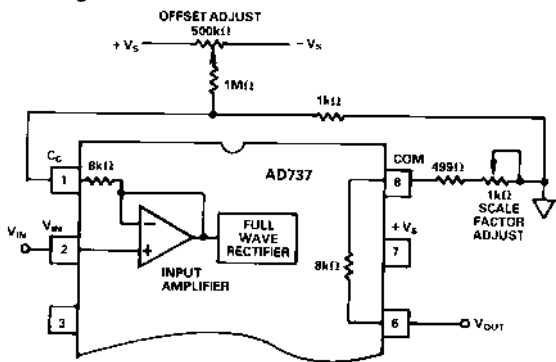 OFFSET ADJUST
500kΩ
+ VS
− VS
1MΩ
1kΩ
CC
8kΩ
AD737
COM
499Ω
1
8
1kΩ
SCALE
FACTOR
ADJUST
VIN
VIN
2
−
+
FULL
WAVE
RECTIFIER
+ VS
7
8kΩ
INPUT
AMPLIFIER
3
6
VOUT